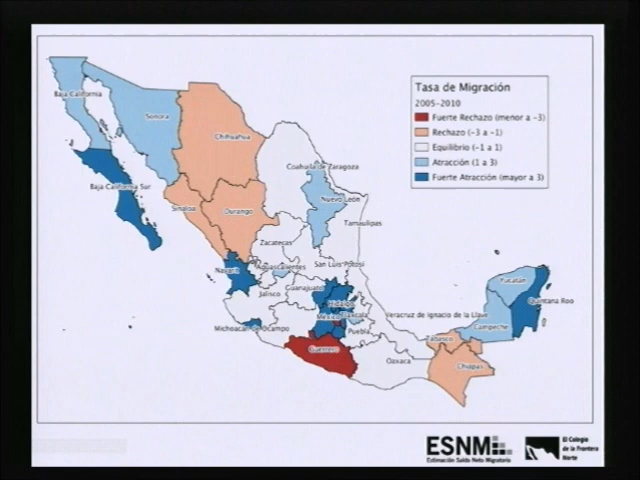 Tasa de Migración
2005-2010
Fuerte Rechazo (menor a -3)
Rechazo (-3 a -1)
Equilibrio (-1 a 1)
Atracción (1 a 3)
Fuerte Atracción (mayor a 3)
Baja California
Sonora
Chihuahua
Coahuila de Zaragoza
Baja California Sur
Nuevo León
Sinaloa
Durango
Tamaulipas
Zacatecas
San Luis Potosí
Nayarit
Aguascalientes
Yucatán
Guanajuato
Jalisco
Hidalgo
Quintana Roo
México
Tlaxcala
Veracruz de Ignacio de la Llave
Michoacán de Ocampo
Puebla
Campeche
Tabasco
Guerrero
Oaxaca
Chiapas
ESNM
Estimación Saldo Neto Migratorio
El Colegio
de la Frontera
Norte